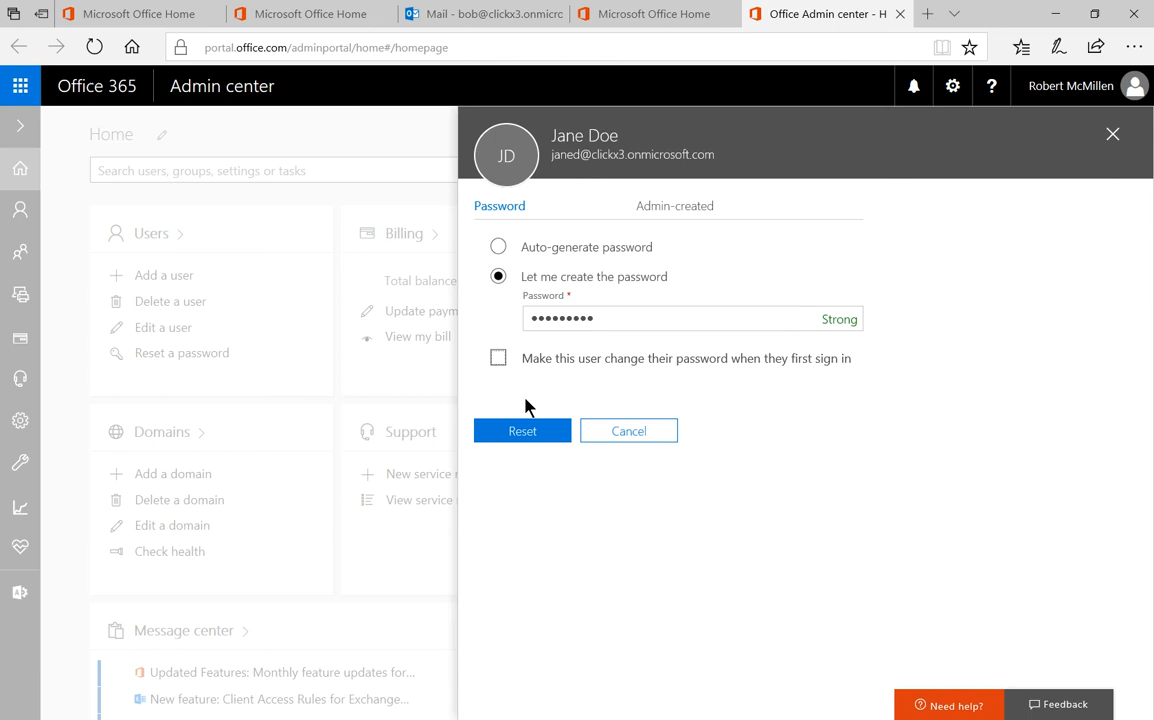 Microsoft Office Home
Microsoft Office Home
Mail - bob@clickx3.onmicrc
Microsoft Office Home
Office Admin center - H
portal.office.com/adminportal/home#/homepage
Office 365
Admin center
Robert McMillen
Home
Search users, groups, settings or tasks
Users
Add a user
Delete a user
Edit a user
Reset a password
Billing
Total balance
Update paym
View my bill
Domains
Add a domain
Delete a domain
Edit a domain
Check health
Support
New service r
View service
Message center
Updated Features: Monthly feature updates for...
New feature: Client Access Rules for Exchange...
JD
Jane Doe
janed@clickx3.onmicrosoft.com
Password
Admin-created
Auto-generate password
Let me create the password
Password *
•••••••••
Strong
Make this user change their password when they first sign in
Reset
Cancel
Need help?
Feedback